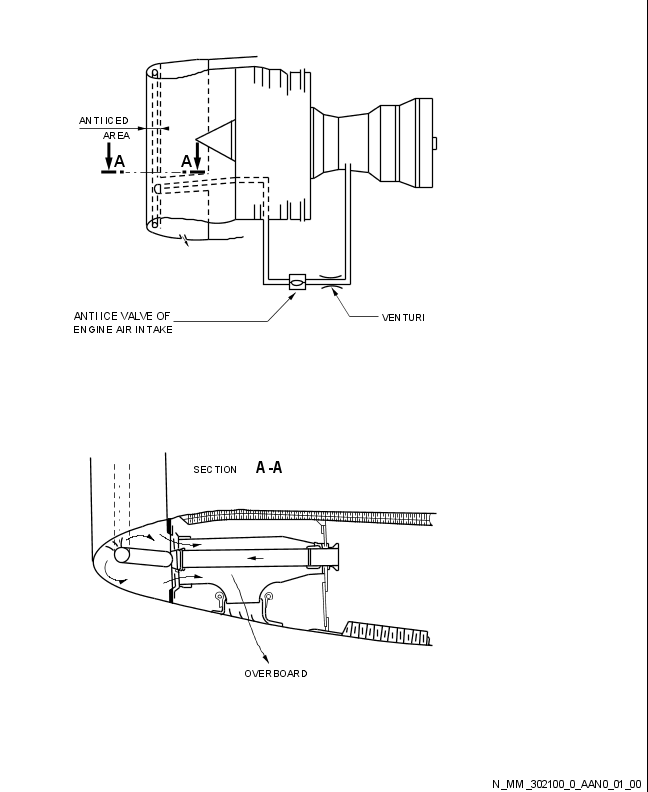 ANTI ICED
AREA
A
A
ANTI ICE VALVE OF
ENGINE AIR INTAKE
VENTURI
SECTION A-A
OVERBOARD
N_MM_302100_0_AAN0_01_00